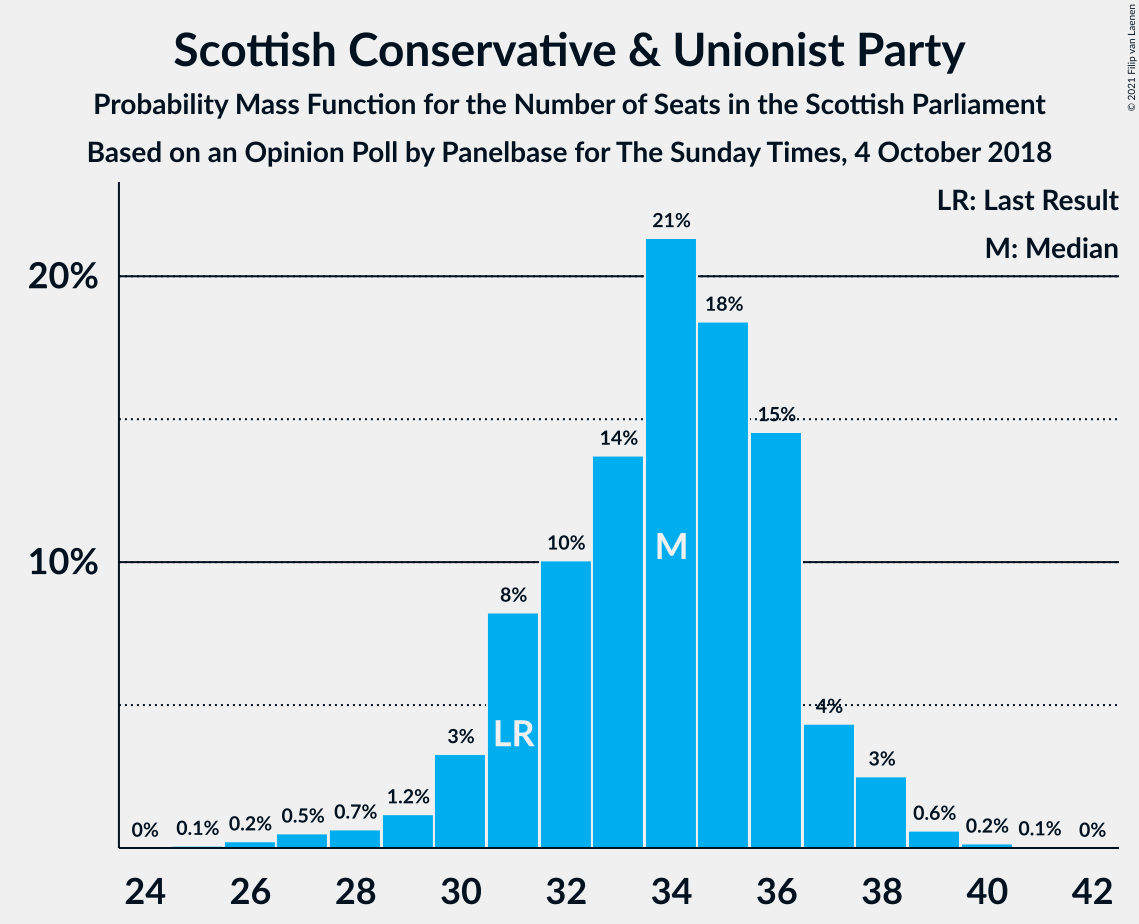 © 2021 Filip van Laenen
Scottish Conservative & Unionist Party
Probability Mass Function for the Number of Seats in the Scottish Parliament
Based on an Opinion Poll by Panelbase for The Sunday Times, 4 October 2018
LR: Last Result
M: Median
20%
10%
0%
0.1%
0.2%
0.5%
0.7%
1.2%
3%
8%
10%
14%
21%
18%
15%
4%
3%
0.6%
0.2%
0.1%
0%
LR
M
24 26 28 30 32 34 36 38 40 42